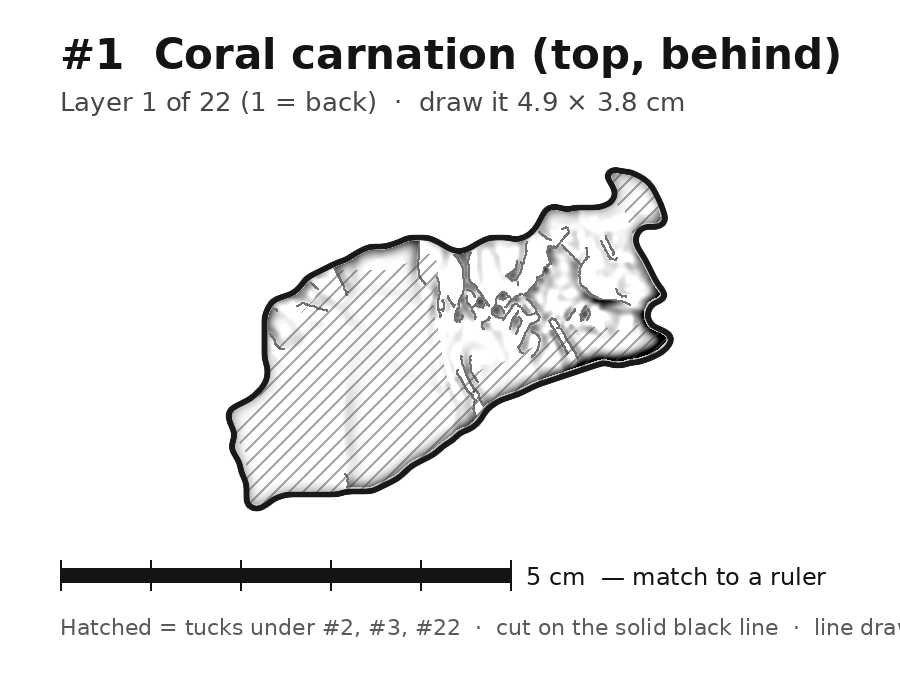 #1 Coral carnation (top, behind)
Layer 1 of 22 (1 = back) · draw it 4.9 × 3.8 cm
5 cm — match to a ruler
Hatched = tucks under #2, #3, #22 · cut on the solid black line · line